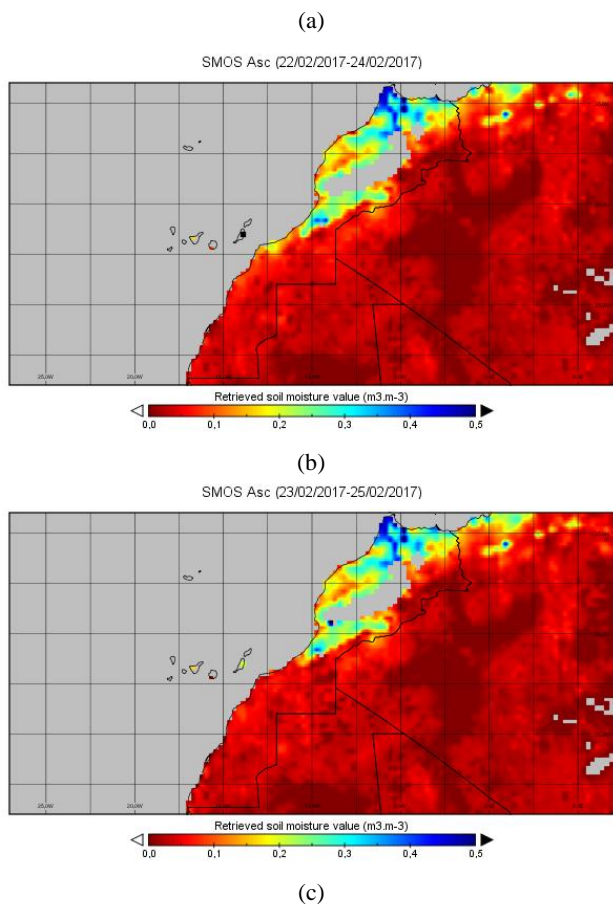 (a)
SMOS Asc (22/02/2017-24/02/2017)
25,0W 20,0W
Retrieved soil moisture value (m3.m-3)
0,0 0,1 0,2 0,3 0,4 0,5
(b)
SMOS Asc (23/02/2017-25/02/2017)
25,0W 20,0W
Retrieved soil moisture value (m3.m-3)
0,0 0,1 0,2 0,3 0,4 0,5
(c)